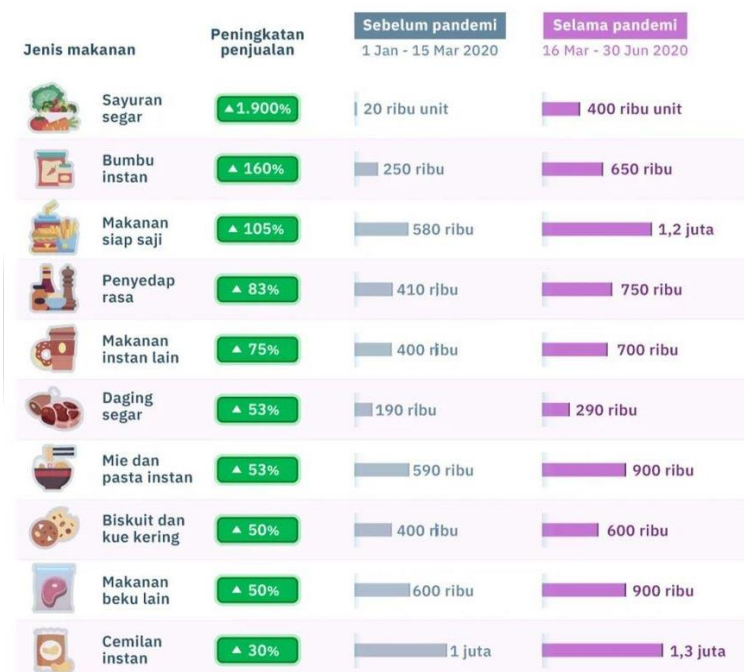 Jenis makanan
Peningkatan
penjualan
Sebelum pandemi
1 Jan - 15 Mar 2020
Selama pandemi
16 Mar - 30 Jun 2020
Sayuran
segar
▲1.900%
20 ribu unit
400 ribu unit
Bumbu
instan
▲ 160%
250 ribu
650 ribu
Makanan
siap saji
▲ 105%
580 ribu
1,2 juta
Penyedap
rasa
▲ 83%
410 ribu
750 ribu
Makanan
instan lain
▲ 75%
400 ribu
700 ribu
Daging
segar
▲ 53%
190 ribu
290 ribu
Mie dan
pasta instan
▲ 53%
590 ribu
900 ribu
Biskuit dan
kue kering
▲ 50%
400 ribu
600 ribu
Makanan
beku lain
▲ 50%
600 ribu
900 ribu
Cemilan
instan
▲ 30%
1 juta
1,3 juta